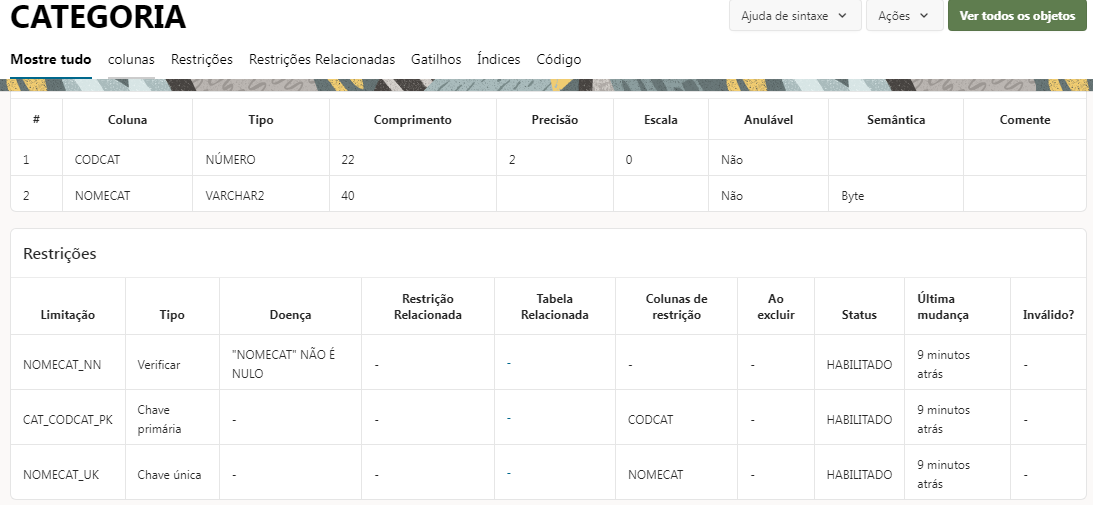 CATEGORIA
Ajuda de sintaxe
Ações
Ver todos os objetos
Mostre tudo colunas Restrições Restrições Relacionadas Gatilhos Índices Código
# Coluna Tipo Comprimento Precisão Escala Anulável Semântica Comente
1 CODCAT NÚMERO 22 2 0 Não
2 NOMECAT VARCHAR2 40 Não Byte
Restrições
Limitação Tipo Doença Restrição Relacionada Tabela Relacionada Colunas de restrição Ao excluir Status Última mudança Inválido?
NOMECAT_NN Verificar "NOMECAT" NÃO É NULO - - - - HABILITADO 9 minutos atrás -
CAT_CODCAT_PK Chave primária - - - CODCAT - HABILITADO 9 minutos atrás -
NOMECAT_UK Chave única - - - NOMECAT - HABILITADO 9 minutos atrás -